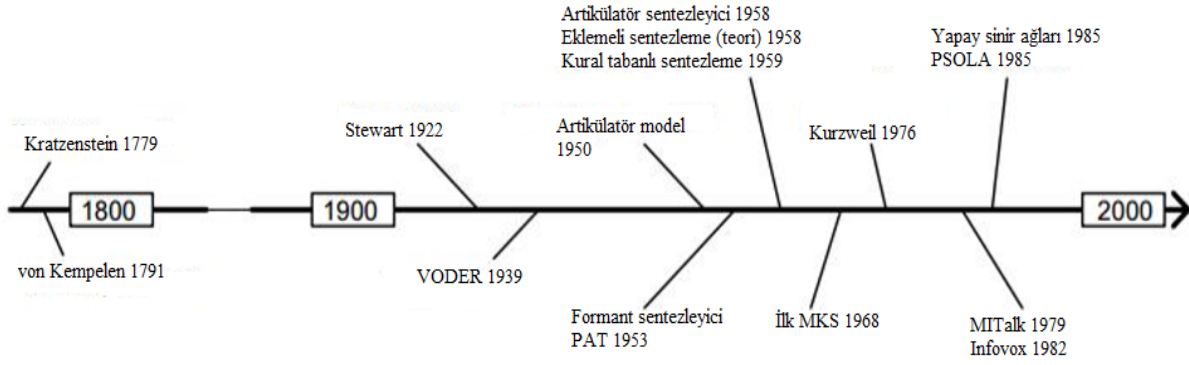 Artikülatör sentezleyici 1958
Eklemeli sentezleme (teori) 1958
Kural tabanlı sentezleme 1959
Yapay sinir ağları 1985
PSOLA 1985
Kratzenstein 1779
Stewart 1922
Artikülatör model
1950
Kurzweil 1976
1800
1900
2000
von Kempelen 1791
VODER 1939
Formant sentezleyici
PAT 1953
İlk MKS 1968
MITalk 1979
Infovox 1982